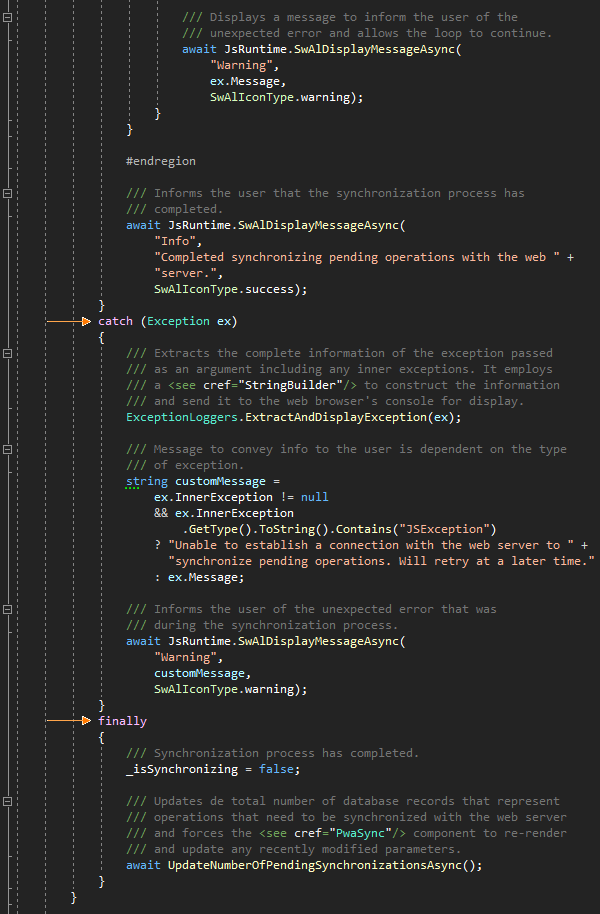 /// Displays a message to inform the user of the
/// unexpected error and allows the loop to continue.
await JsRuntime.SwAlDisplayMessageAsync(
"Warning",
ex.Message,
SwAlIconType.warning);
}
}
#endregion
/// Informs the user that the synchronization process has
/// completed.
await JsRuntime.SwAlDisplayMessageAsync(
"Info",
"Completed synchronizing pending operations with the web " +
"server.",
SwAlIconType.success);
}
catch (Exception ex)
{
/// Extracts the complete information of the exception passed
/// as an argument including any inner exceptions. It employs
/// a <see cref="StringBuilder"/> to construct the information
/// and send it to the web browser's console for display.
ExceptionLoggers.ExtractAndDisplayException(ex);
/// Message to convey info to the user is dependent on the type
/// of exception.
string customMessage =
ex.InnerException != null
&& ex.InnerException
.GetType().ToString().Contains("JSException")
? "Unable to establish a connection with the web server to " +
"synchronize pending operations. Will retry at a later time."
: ex.Message;
/// Informs the user of the unexpected error that was
/// during the synchronization process.
await JsRuntime.SwAlDisplayMessageAsync(
"Warning",
customMessage,
SwAlIconType.warning);
}
finally
{
/// Synchronization process has completed.
_isSynchronizing = false;
/// Updates de total number of database records that represent
/// operations that need to be synchronized with the web server
/// and forces the <see cref="PwaSync"/> component to re-render
/// and update any recently modified parameters.
await UpdateNumberOfPendingSynchronizationsAsync();
}
}